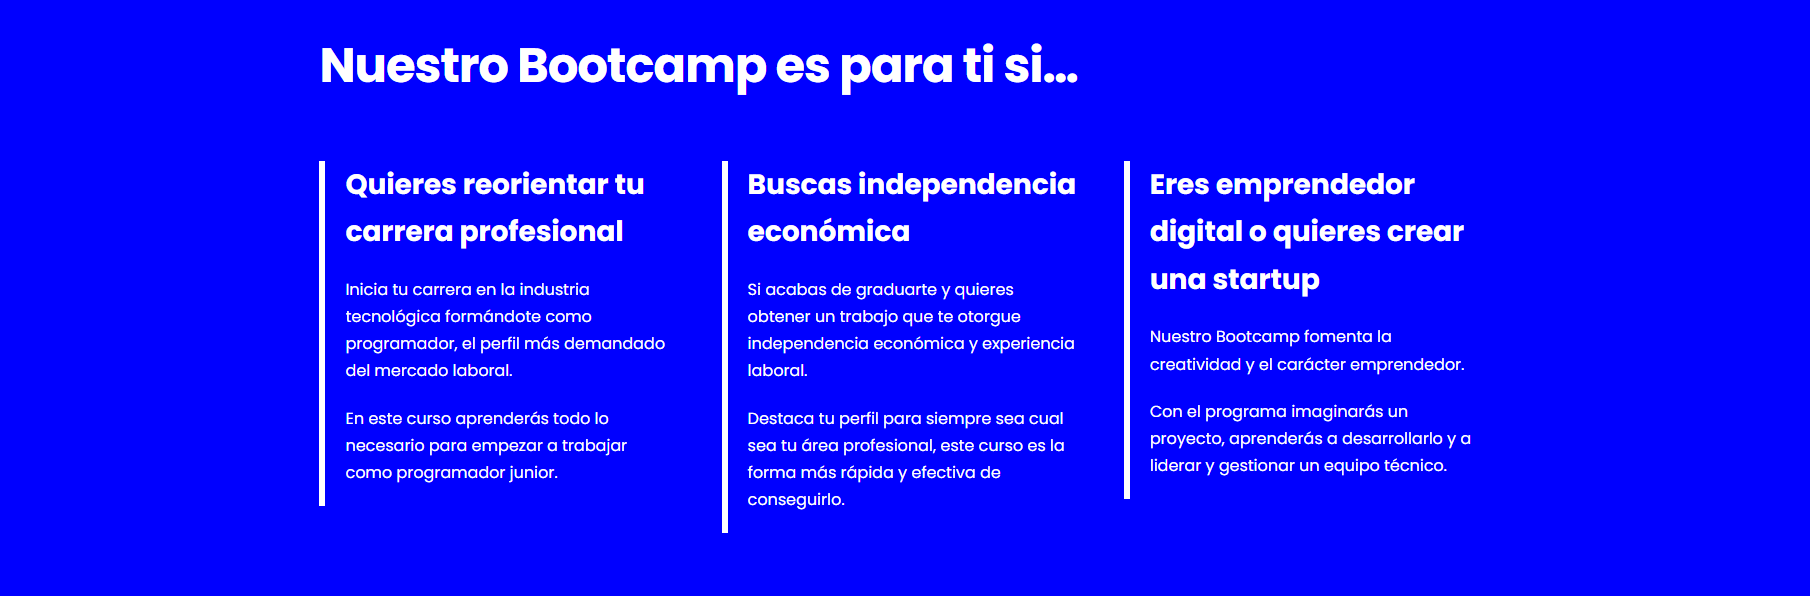 Nuestro Bootcamp es para ti si...
Quieres reorientar tu
carrera profesional
Inicia tu carrera en la industria
tecnológica formándote como
programador, el perfil más demandado
del mercado laboral.
En este curso aprenderás todo lo
necesario para empezar a trabajar
como programador junior.
Buscas independencia
económica
Si acabas de graduarte y quieres
obtener un trabajo que te otorgue
independencia económica y experiencia
laboral.
Destaca tu perfil para siempre sea cual
sea tu área profesional, este curso es la
forma más rápida y efectiva de
conseguirlo.
Eres emprendedor
digital o quieres crear
una startup
Nuestro Bootcamp fomenta la
creatividad y el carácter emprendedor.
Con el programa imaginarás un
proyecto, aprenderás a desarrollarlo y a
liderar y gestionar un equipo técnico.